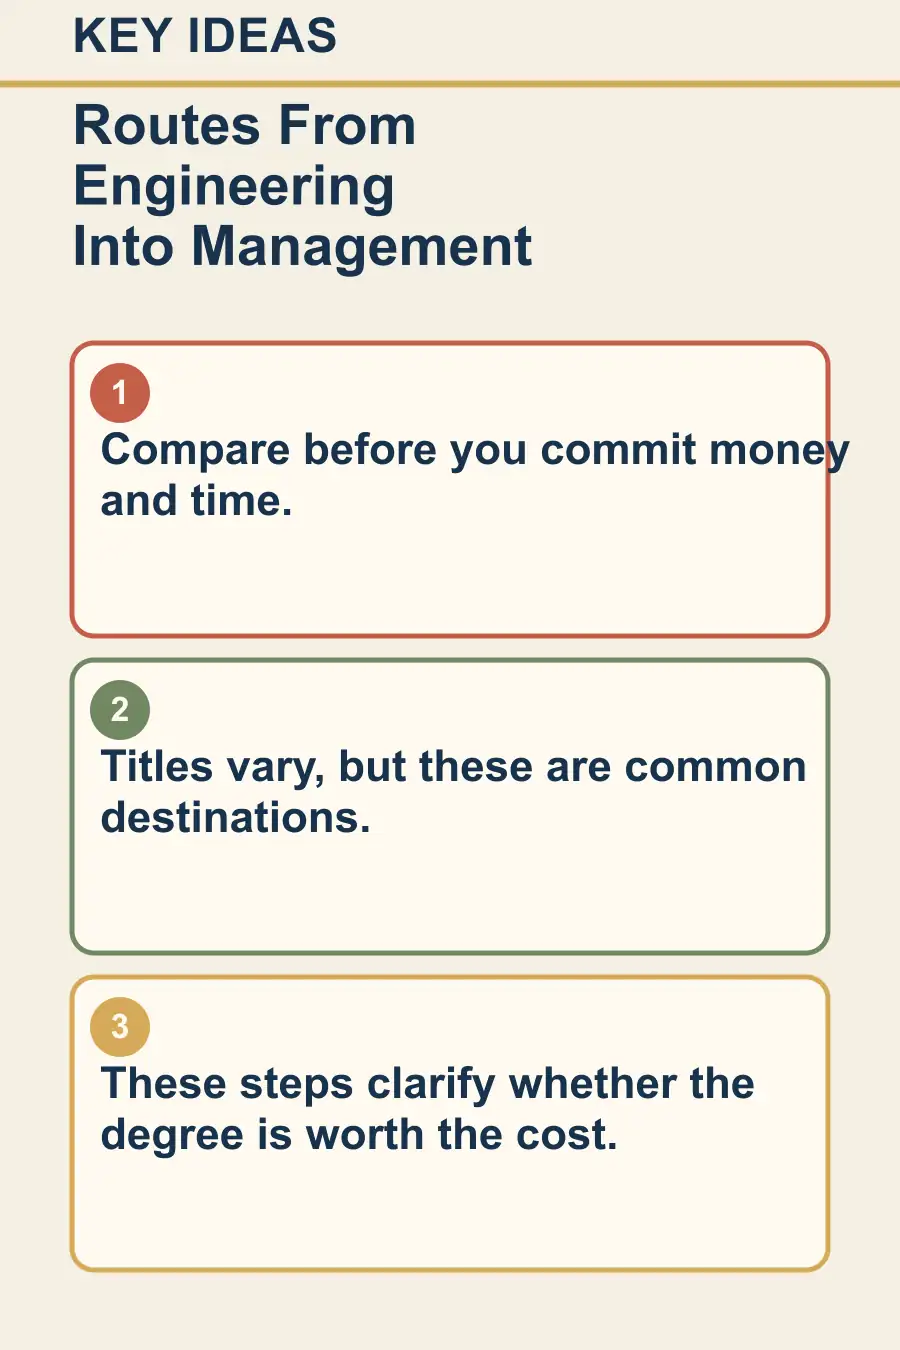 KEY IDEAS
Routes From
Engineering
Into Management
1
Compare before you commit money
and time.
2
Titles vary, but these are common
destinations.
3
These steps clarify whether the
degree is worth the cost.